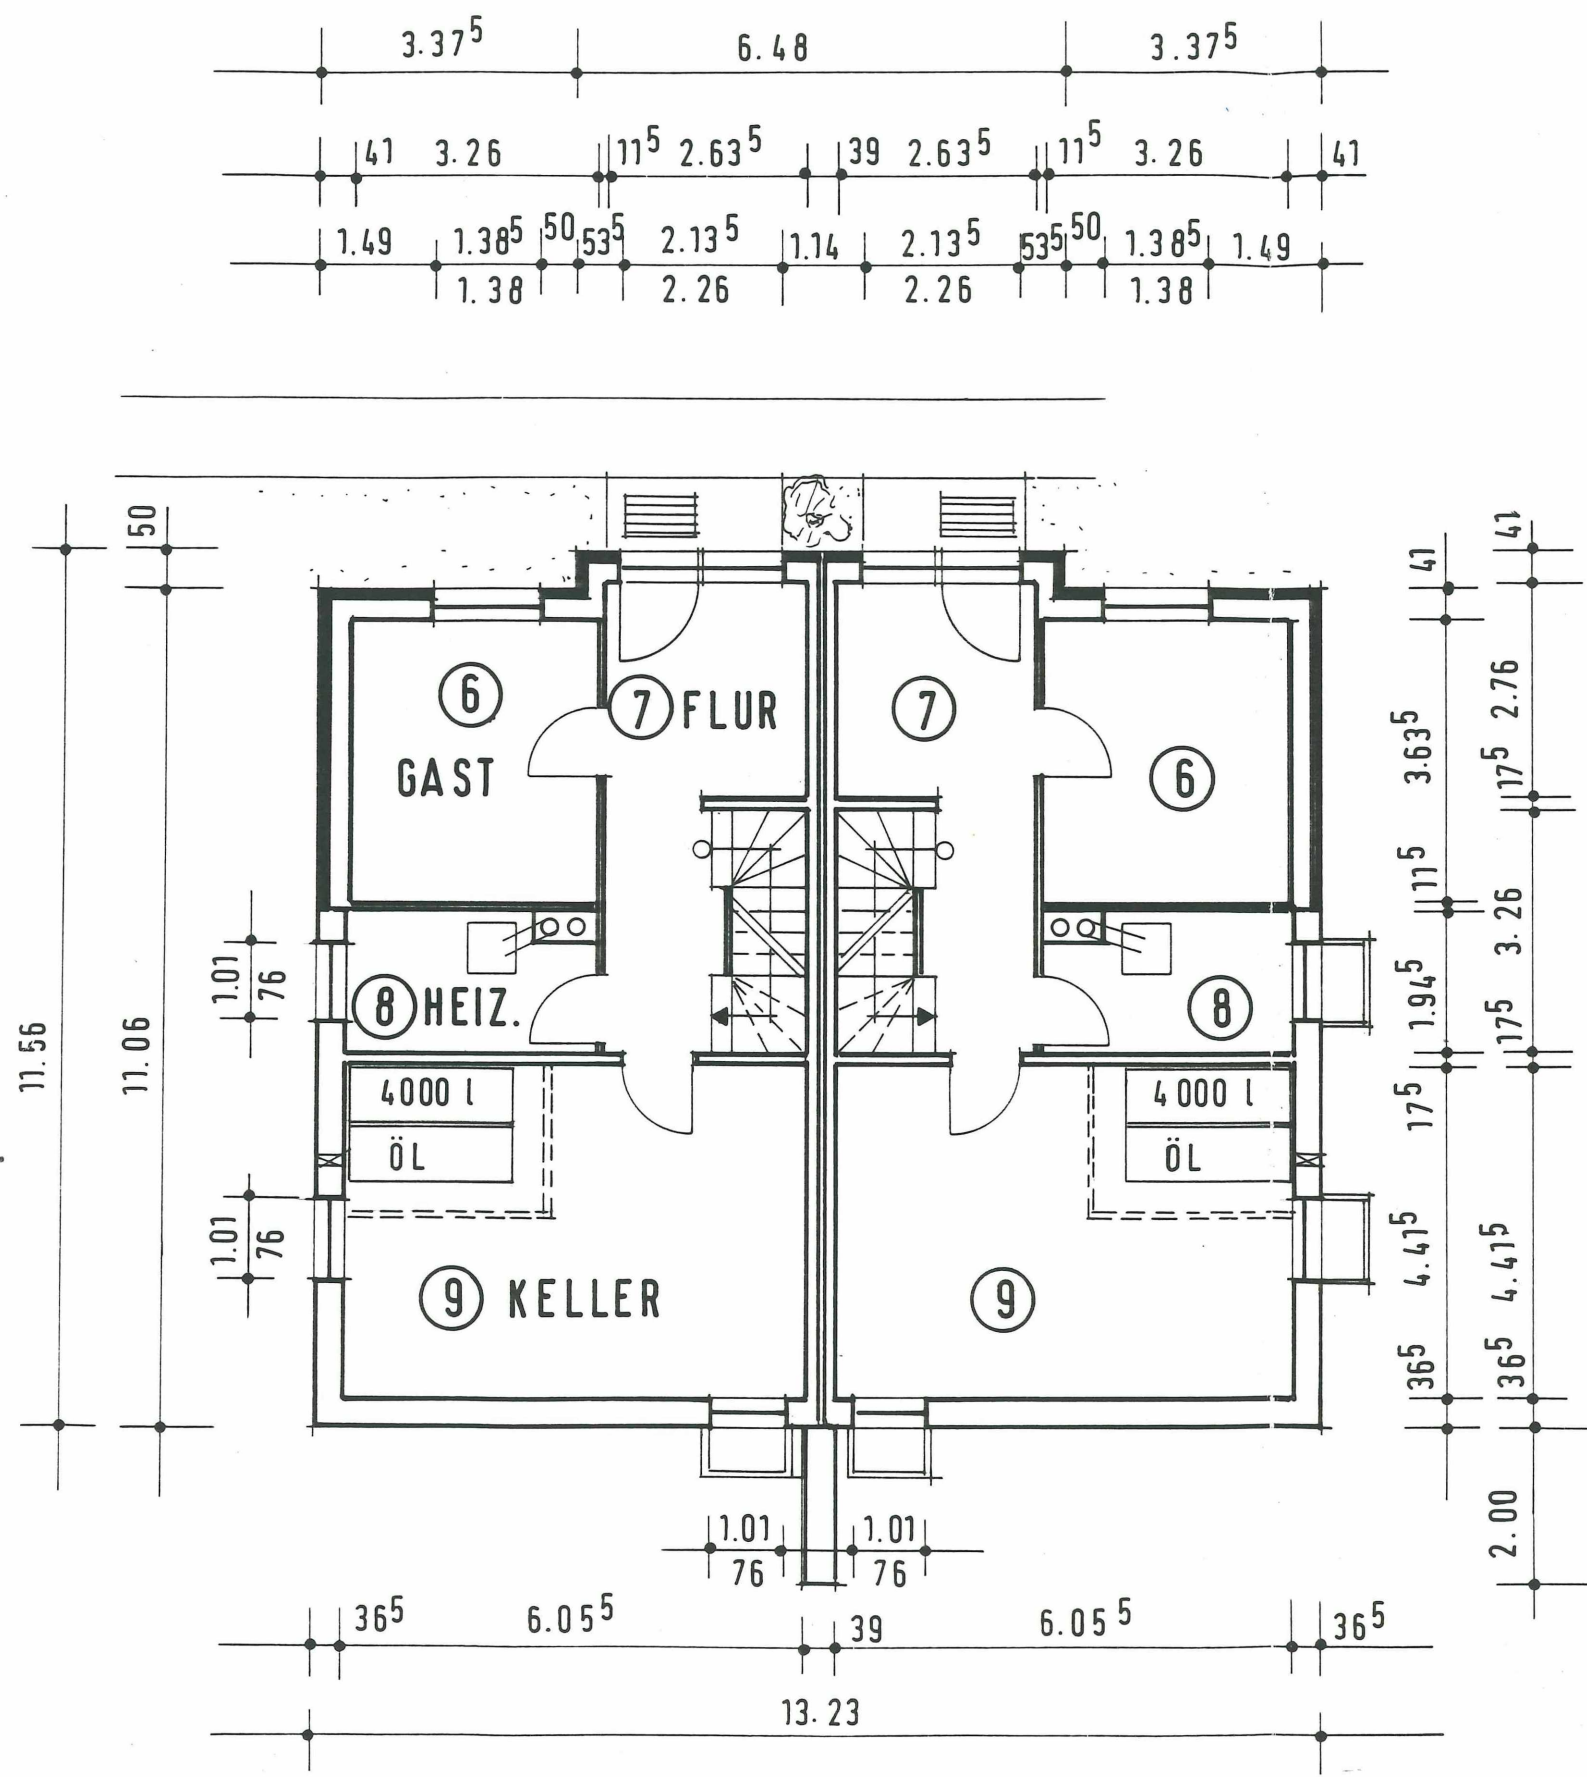 3.37⁵ 6.48 3.37⁵
41 3.26 11⁵ 2.63⁵ 39 2.63⁵ 11⁵ 3.26 41
1.49 1.38⁵ 50 53⁵ 2.13⁵ 1.14 2.13⁵ 53⁵ 50 1.38⁵ 1.49
1.38 2.26 2.26 1.38
50
11.56
11.06
1.01
76
1.01
76
6
GAST
7 FLUR
7
6
8 HEIZ.
8
4000 l
ÖL
4000 l
ÖL
9 KELLER
9
41
3.63⁵
11⁵
1.94⁵
17⁵
4.41⁵
36⁵
41
2.76
17⁵
3.26
17⁵
4.41⁵
36⁵
2.00
1.01 1.01
76 76
36⁵ 6.05⁵ 39 6.05⁵ 36⁵
13.23